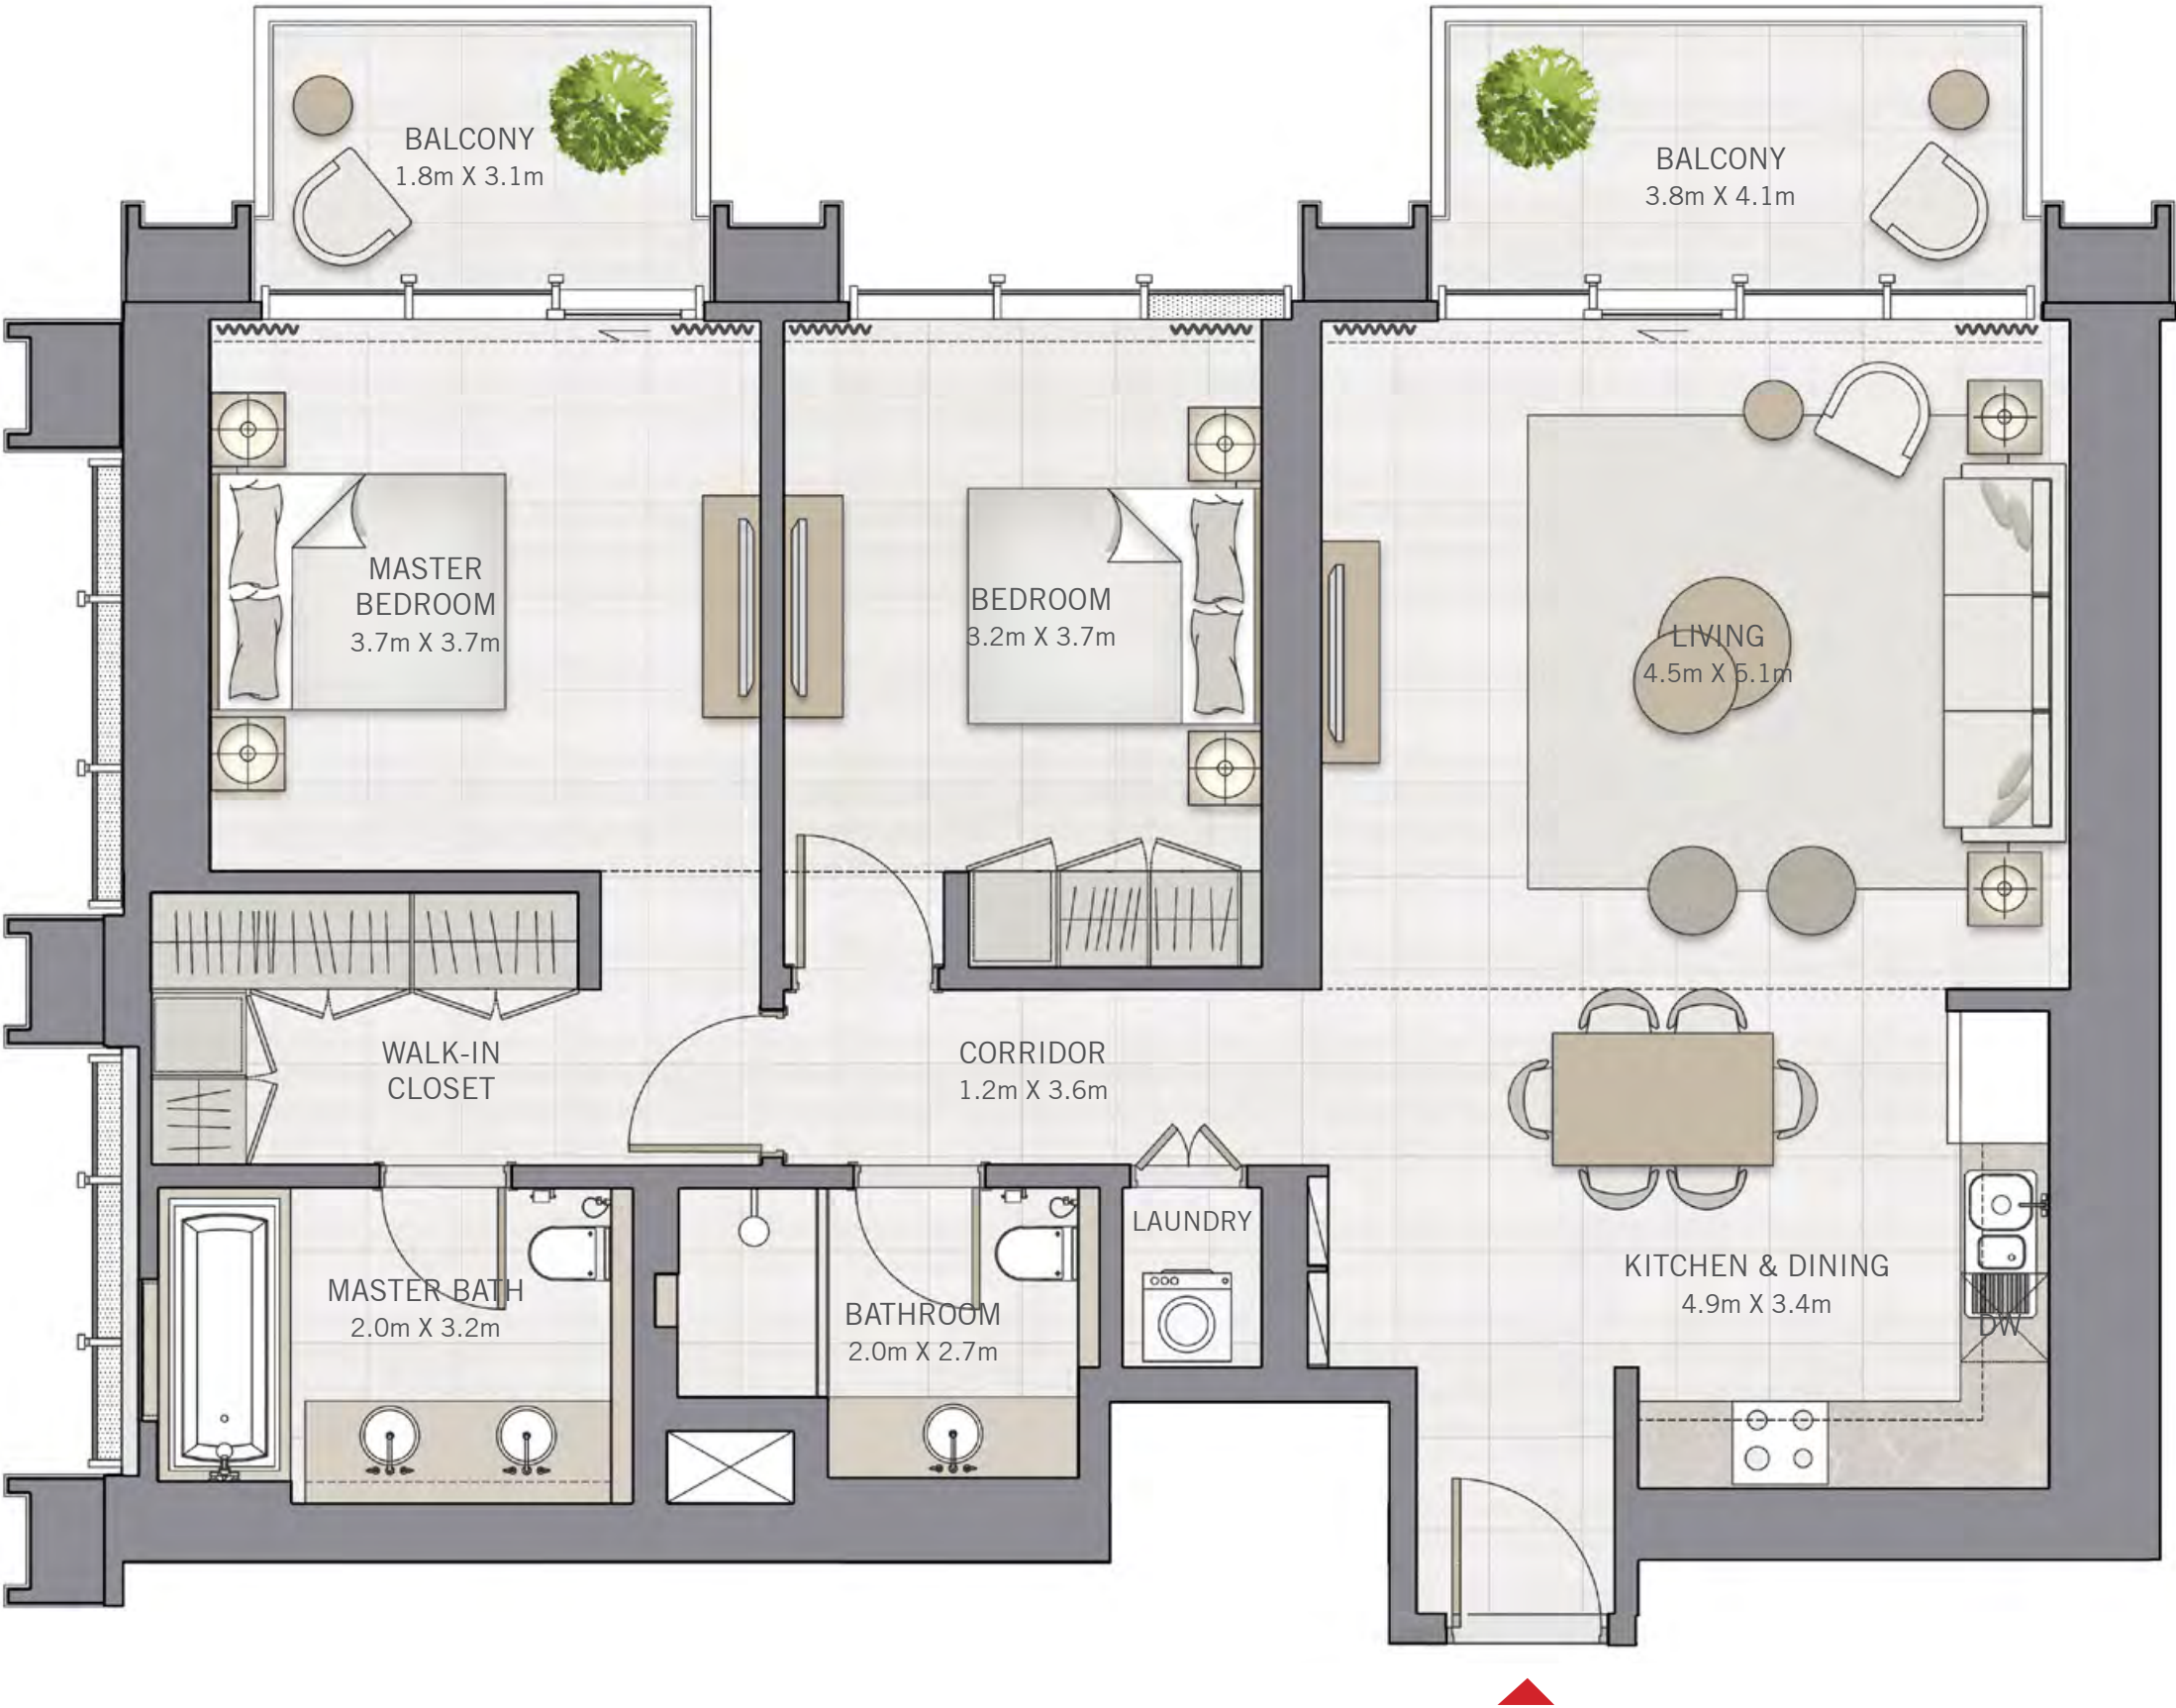 BALCONY
1.8m X 3.1m
BALCONY
3.8m X 4.1m
MASTER
BEDROOM
3.7m X 3.7m
BEDROOM
3.2m X 3.7m
LIVING
4.5m X 5.1m
WALK-IN
CLOSET
CORRIDOR
1.2m X 3.6m
LAUNDRY
MASTER BATH
2.0m X 3.2m
BATHROOM
2.0m X 2.7m
KITCHEN & DINING
4.9m X 3.4m
DW